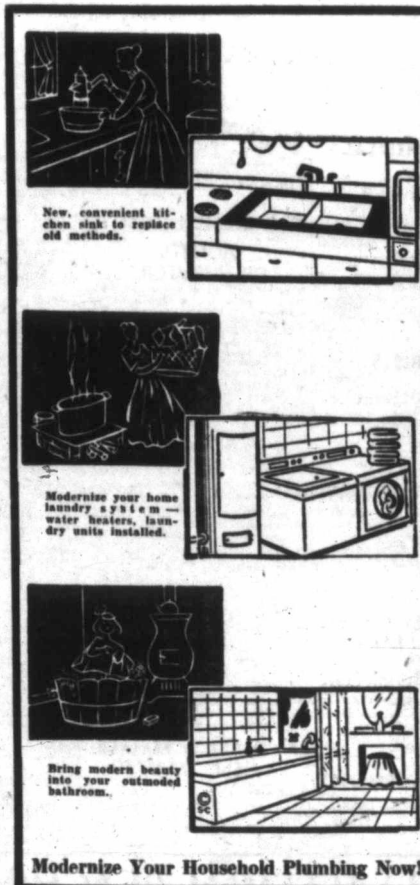 New, convenient kit-
chen sink to replace
old methods.
Modernize your home
laundry system —
water heaters, laun-
dry units installed.
Bring modern beauty
into your outmoded
bathroom.
Modernize Your Household Plumbing Now!